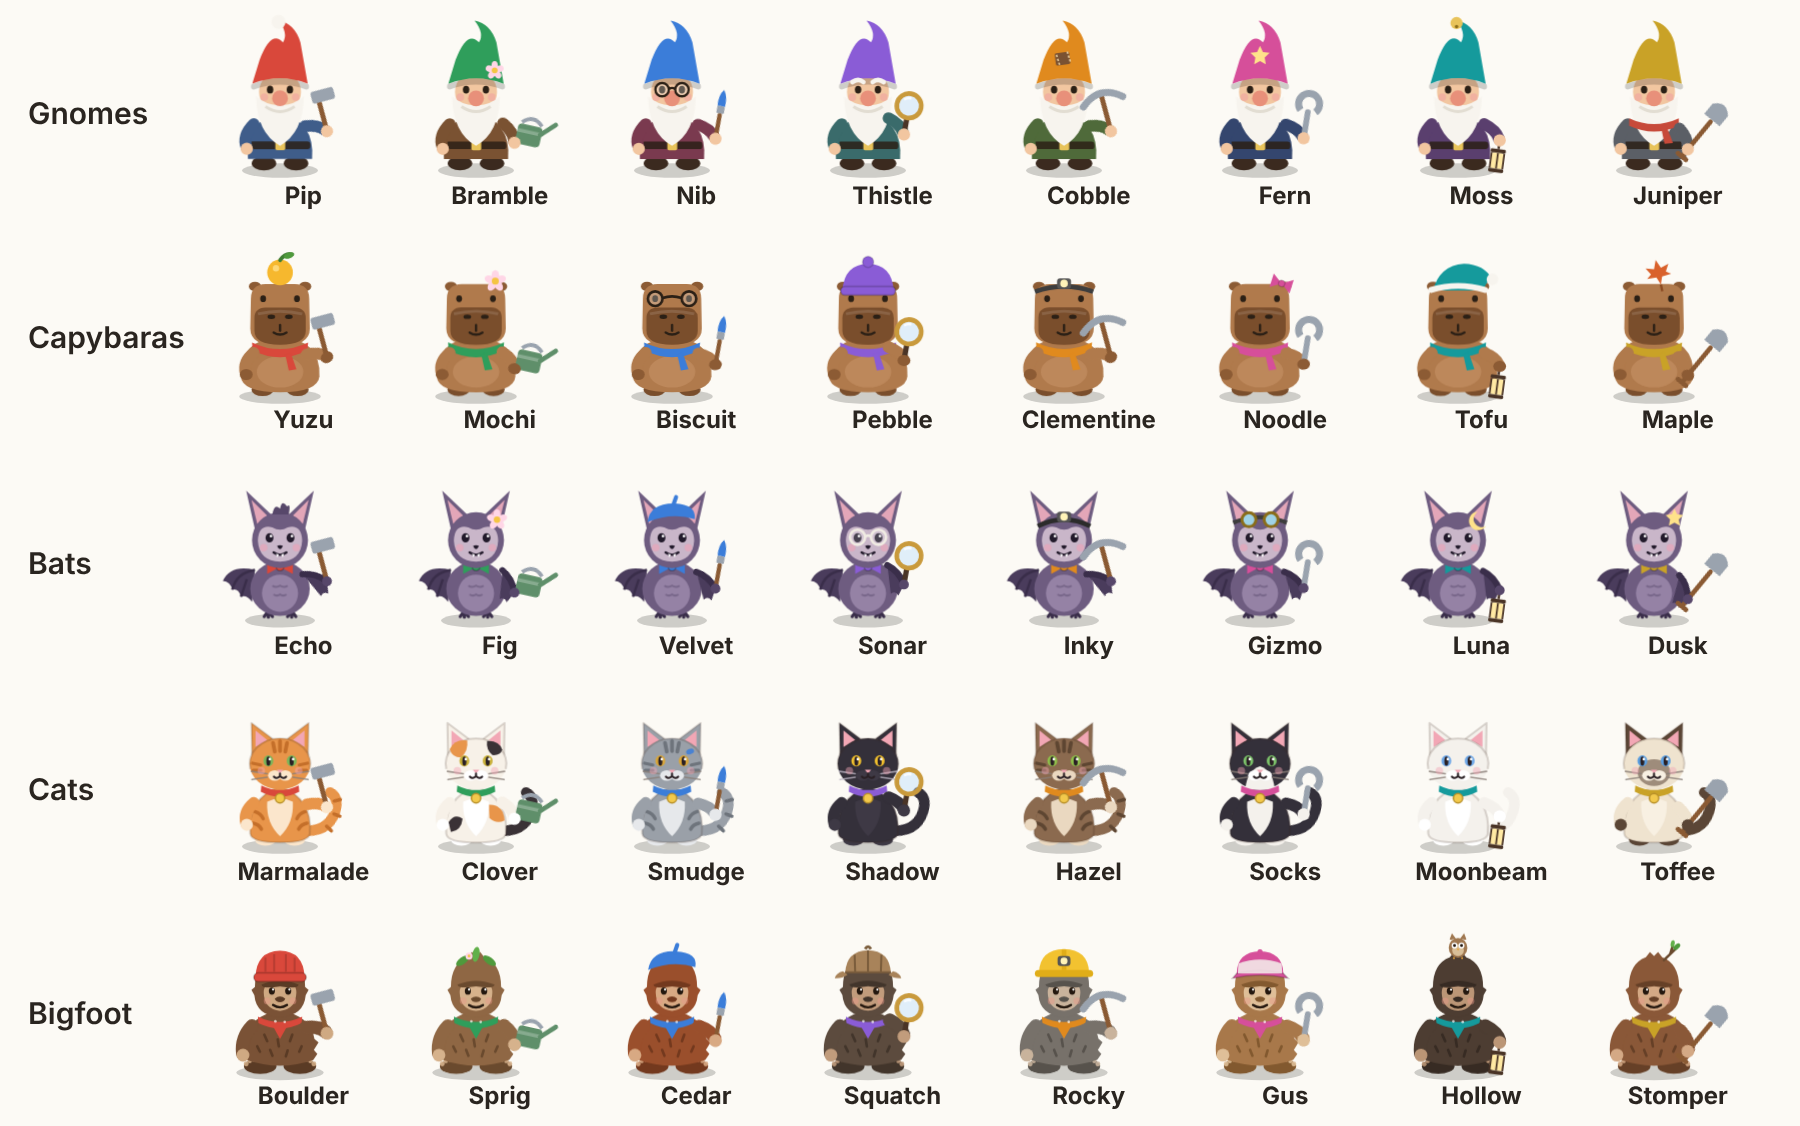 Gnomes
Pip Bramble Nib Thistle Cobble Fern Moss Juniper
Capybaras
Yuzu Mochi Biscuit Pebble Clementine Noodle Tofu Maple
Bats
Echo Fig Velvet Sonar Inky Gizmo Luna Dusk
Cats
Marmalade Clover Smudge Shadow Hazel Socks Moonbeam Toffee
Bigfoot
Boulder Sprig Cedar Squatch Rocky Gus Hollow Stomper